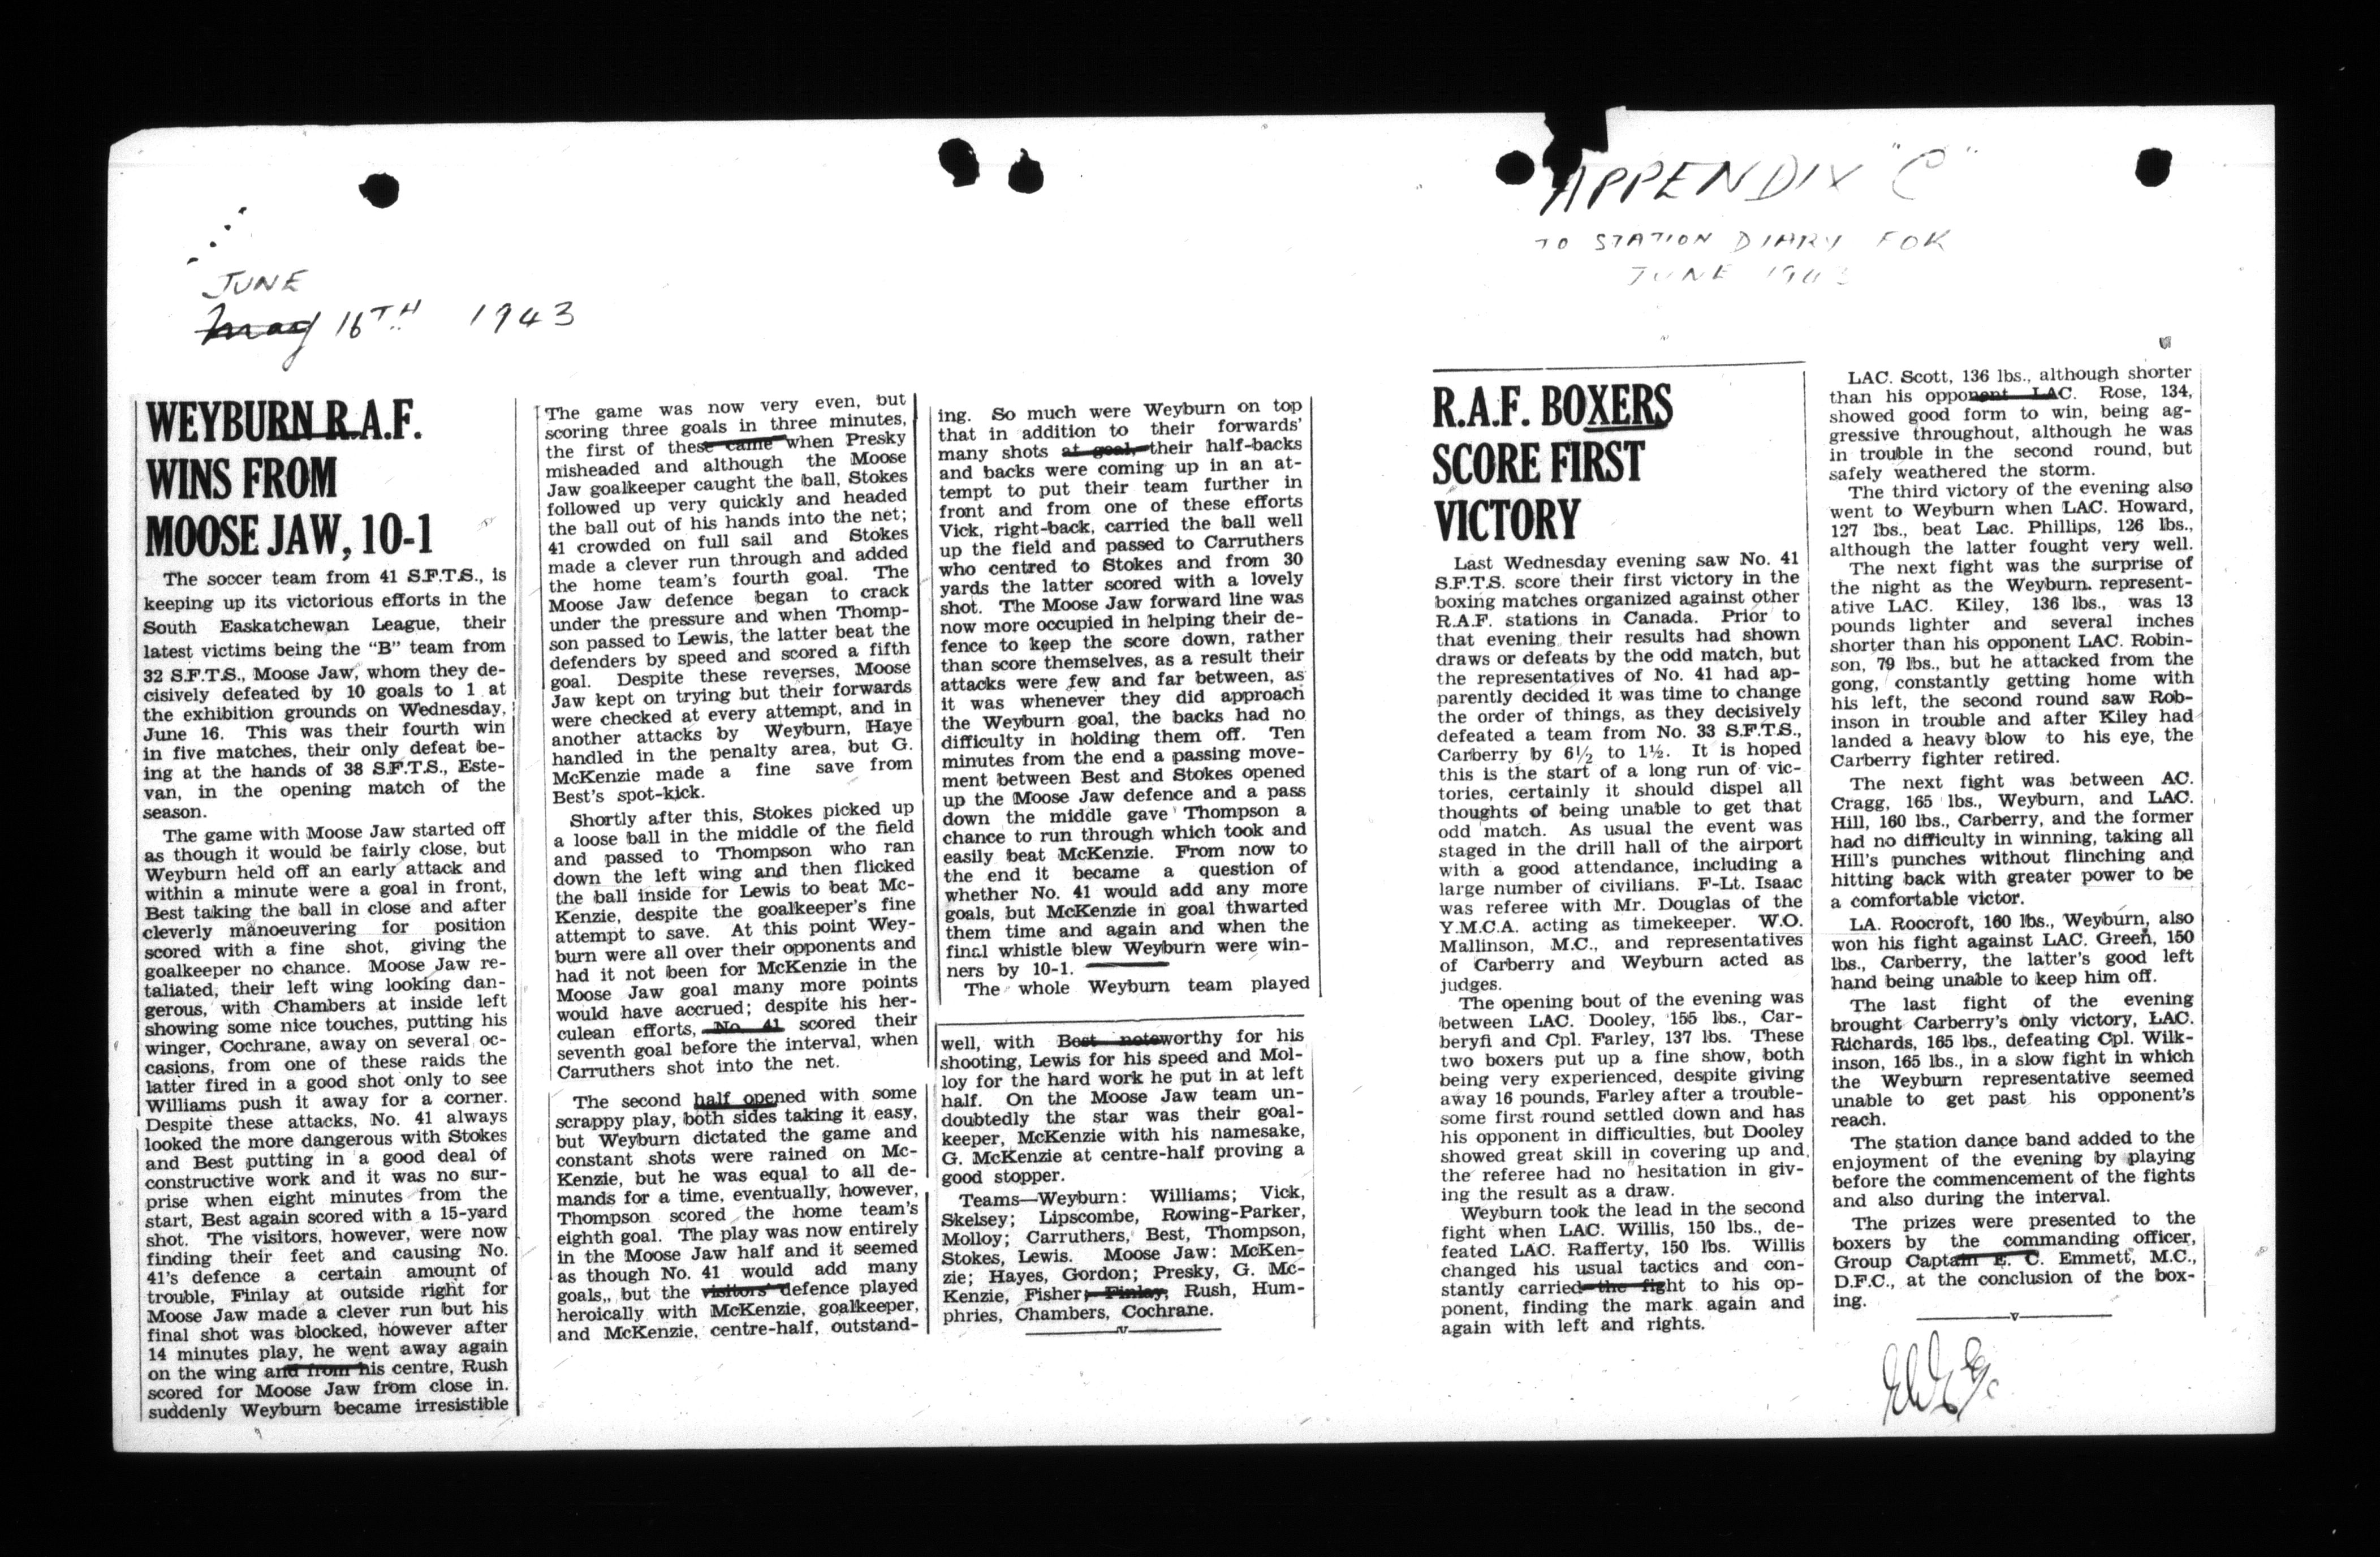 APPENDIX "C"
TO STATION DIARY FOR
JUNE 1943
JUNE
May 16TH 1943
WEYBURN R.A.F.
WINS FROM
MOOSE JAW, 10-1
The soccer team from 41 S.F.T.S., is
keeping up its victorious efforts in the
South Easkatchewan League, their
latest victims being the "B" team from
32 S.F.T.S., Moose Jaw, whom they de-
cisively defeated by 10 goals to 1 at
the exhibition grounds on Wednesday,
June 16. This was their fourth win
in five matches, their only defeat be-
ing at the hands of 38 S.F.T.S., Este-
van, in the opening match of the
season.
The game with Moose Jaw started off
as though it would be fairly close, but
Weyburn held off an early attack and
within a minute were a goal in front,
Best taking the ball in close and after
cleverly manoeuvering for position
scored with a fine shot, giving the
goalkeeper no chance. Moose Jaw re-
taliated, their left wing looking dan-
gerous, with Chambers at inside left
showing some nice touches, putting his
winger, Cochrane, away on several oc-
casions, from one of these raids the
latter fired in a good shot only to see
Williams push it away for a corner.
Despite these attacks, No. 41 always
looked the more dangerous with Stokes
and Best putting in a good deal of
constructive work and it was no sur-
prise when eight minutes from the
start, Best again scored with a 15-yard
shot. The visitors, however, were now
finding their feet and causing No.
41's defence a certain amount of
trouble, Finlay at outside right for
Moose Jaw made a clever run but his
final shot was blocked, however after
14 minutes play, he went away again
on the wing and from his centre, Rush
scored for Moose Jaw from close in.
suddenly Weyburn became irresistible
The game was now very even, but
scoring three goals in three minutes,
the first of these came when Presky
misheaded and although the Moose
Jaw goalkeeper caught the ball, Stokes
followed up very quickly and headed
the ball out of his hands into the net;
41 crowded on full sail and Stokes
made a clever run through and added
the home team's fourth goal. The
Moose Jaw defence began to crack
under the pressure and when Thomp-
son passed to Lewis, the latter beat the
defenders by speed and scored a fifth
goal. Despite these reverses, Moose
Jaw kept on trying but their forwards
were checked at every attempt, and in
another attacks by Weyburn, Haye
handled in the penalty area, but G.
McKenzie made a fine save from
Best's spot-kick.
Shortly after this, Stokes picked up
a loose ball in the middle of the field
and passed to Thompson who ran
down the left wing and then flicked
the ball inside for Lewis to beat Mc-
Kenzie, despite the goalkeeper's fine
attempt to save. At this point Wey-
burn were all over their opponents and
had it not been for McKenzie in the
Moose Jaw goal many more points
would have accrued; despite his her-
culean efforts, No. 41 scored their
seventh goal before the interval, when
Carruthers shot into the net.
The second half opened with some
scrappy play, both sides taking it easy,
but Weyburn dictated the game and
constant shots were rained on Mc-
Kenzie, but he was equal to all de-
mands for a time, eventually, however,
Thompson scored the home team's
eighth goal. The play was now entirely
in the Moose Jaw half and it seemed
as though No. 41 would add many
goals,, but the visitors' defence played
heroically with McKenzie, goalkeeper,
and McKenzie, centre-half, outstand-
ing. So much were Weyburn on top
that in addition to their forwards'
many shots at goal, their half-backs
and backs were coming up in an at-
tempt to put their team further in
front and from one of these efforts
Vick, right-back, carried the ball well
up the field and passed to Carruthers
who centred to Stokes and from 30
yards the latter scored with a lovely
shot. The Moose Jaw forward line was
now more occupied in helping their de-
fence to keep the score down, rather
than score themselves, as a result their
attacks were few and far between, as
it was whenever they did approach
the Weyburn goal, the backs had no
difficulty in holding them off. Ten
minutes from the end a passing move-
ment between Best and Stokes opened
up the Moose Jaw defence and a pass
down the middle gave Thompson a
chance to run through which took and
easily beat McKenzie. From now to
the end it became a question of
whether No. 41 would add any more
goals, but McKenzie in goal thwarted
them time and again and when the
final whistle blew Weyburn were win-
ners by 10-1.
The whole Weyburn team played
well, with Best noteworthy for his
shooting, Lewis for his speed and Mol-
loy for the hard work he put in at left
half. On the Moose Jaw team un-
doubtedly the star was their goal-
keeper, McKenzie with his namesake,
G. McKenzie at centre-half proving a
good stopper.
Teams—Weyburn: Williams; Vick,
Skelsey; Lipscombe, Rowing-Parker,
Molloy; Carruthers, Best, Thompson,
Stokes, Lewis. Moose Jaw: McKen-
zie; Hayes, Gordon; Presky, G. Mc-
Kenzie, Fisher; Finlay, Rush, Hum-
phries, Chambers, Cochrane.
R.A.F. BOXERS
SCORE FIRST
VICTORY
Last Wednesday evening saw No. 41
S.F.T.S. score their first victory in the
boxing matches organized against other
R.A.F. stations in Canada. Prior to
that evening their results had shown
draws or defeats by the odd match, but
the representatives of No. 41 had ap-
parently decided it was time to change
the order of things, as they decisively
defeated a team from No. 33 S.F.T.S.,
Carberry by 6½ to 1½. It is hoped
this is the start of a long run of vic-
tories, certainly it should dispel all
thoughts of being unable to get that
odd match. As usual the event was
staged in the drill hall of the airport
with a good attendance, including a
large number of civilians. F-Lt. Isaac
was referee with Mr. Douglas of the
Y.M.C.A. acting as timekeeper. W.O.
Mallinson, M.C., and representatives
of Carberry and Weyburn acted as
judges.
The opening bout of the evening was
between LAC. Dooley, 155 lbs., Car-
beryfi and Cpl. Farley, 137 lbs. These
two boxers put up a fine show, both
being very experienced, despite giving
away 16 pounds, Farley after a trouble-
some first round settled down and has
his opponent in difficulties, but Dooley
showed great skill in covering up and
the referee had no hesitation in giv-
ing the result as a draw.
Weyburn took the lead in the second
fight when LAC. Willis, 150 lbs., de-
feated LAC. Rafferty, 150 lbs. Willis
changed his usual tactics and con-
stantly carried the fight to his op-
ponent, finding the mark again and
again with left and rights.
LAC. Scott, 136 lbs., although shorter
than his opponent LAC. Rose, 134,
showed good form to win, being ag-
gressive throughout, although he was
in trouble in the second round, but
safely weathered the storm.
The third victory of the evening also
went to Weyburn when LAC. Howard,
127 lbs., beat Lac. Phillips, 126 lbs.,
although the latter fought very well.
The next fight was the surprise of
the night as the Weyburn. represent-
ative LAC. Kiley, 136 lbs., was 13
pounds lighter and several inches
shorter than his opponent LAC. Robin-
son, 79 lbs., but he attacked from the
gong, constantly getting home with
his left, the second round saw Rob-
inson in trouble and after Kiley had
landed a heavy blow to his eye, the
Carberry fighter retired.
The next fight was between AC.
Cragg, 165 lbs., Weyburn, and LAC.
Hill, 160 lbs., Carberry, and the former
had no difficulty in winning, taking all
Hill's punches without flinching and
hitting back with greater power to be
a comfortable victor.
LA. Roocroft, 160 lbs., Weyburn, also
won his fight against LAC. Green, 150
lbs., Carberry, the latter's good left
hand being unable to keep him off.
The last fight of the evening
brought Carberry's only victory, LAC.
Richards, 165 lbs., defeating Cpl. Wilk-
inson, 165 lbs., in a slow fight in which
the Weyburn representative seemed
unable to get past his opponent's
reach.
The station dance band added to the
enjoyment of the evening by playing
before the commencement of the fights
and also during the interval.
The prizes were presented to the
boxers by the commanding officer,
Group Captain E. C. Emmett, M.C.,
D.F.C., at the conclusion of the box-
ing.